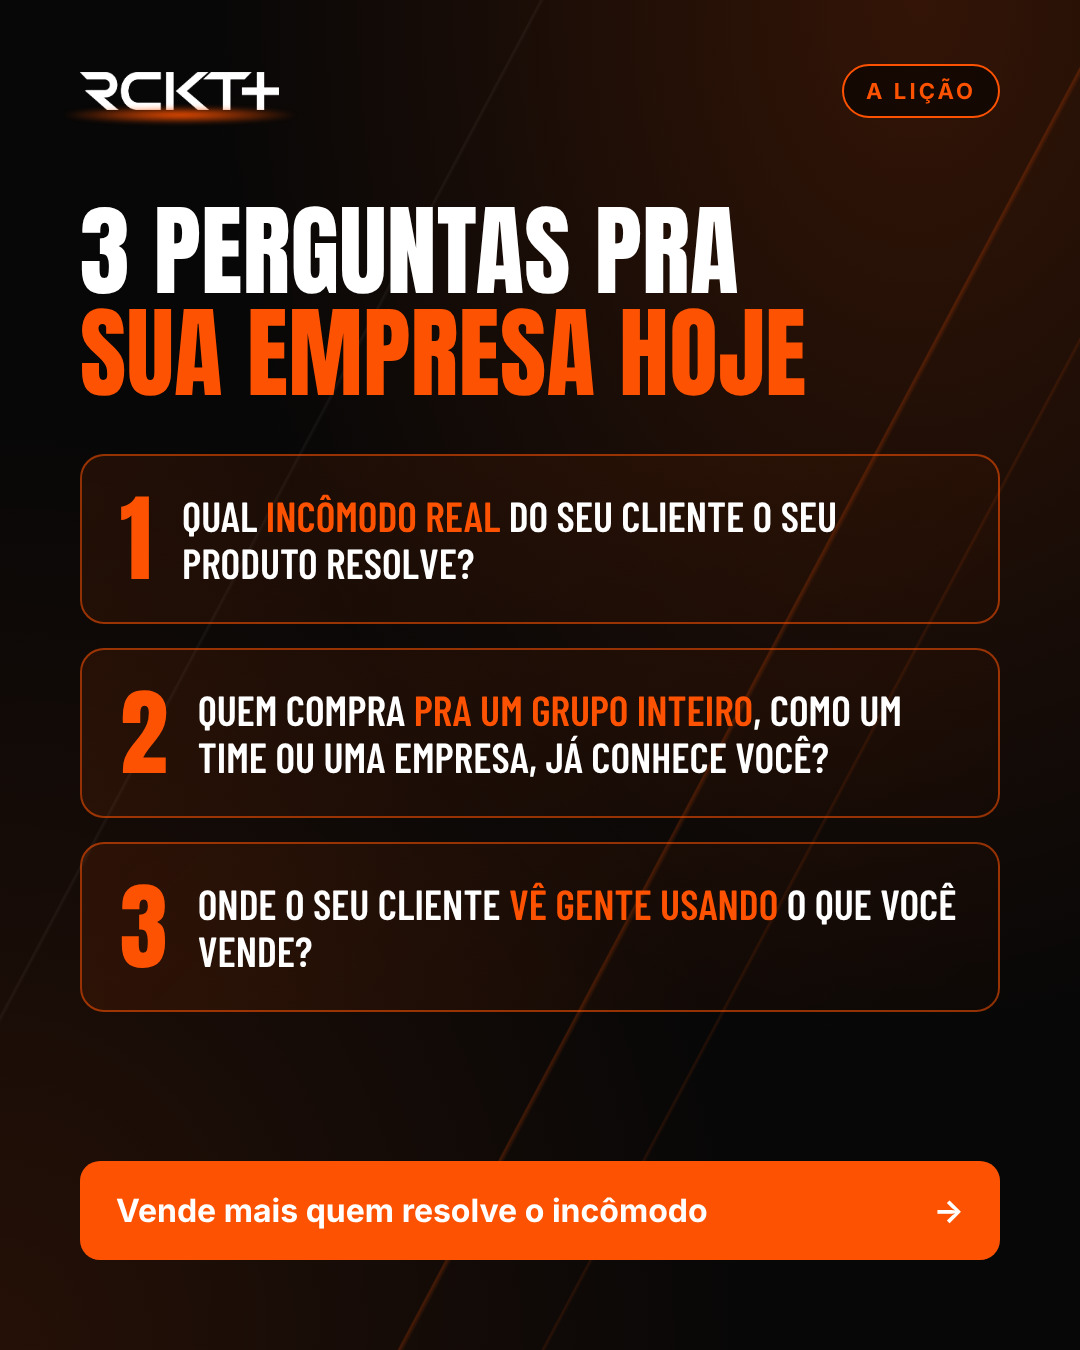 RCKT+
A LIÇÃO
3 PERGUNTAS PRA
SUA EMPRESA HOJE
1
QUAL INCÔMODO REAL DO SEU CLIENTE O SEU
PRODUTO RESOLVE?
2
QUEM COMPRA PRA UM GRUPO INTEIRO, COMO UM
TIME OU UMA EMPRESA, JÁ CONHECE VOCÊ?
3
ONDE O SEU CLIENTE VÊ GENTE USANDO O QUE VOCÊ
VENDE?
Vende mais quem resolve o incômodo →